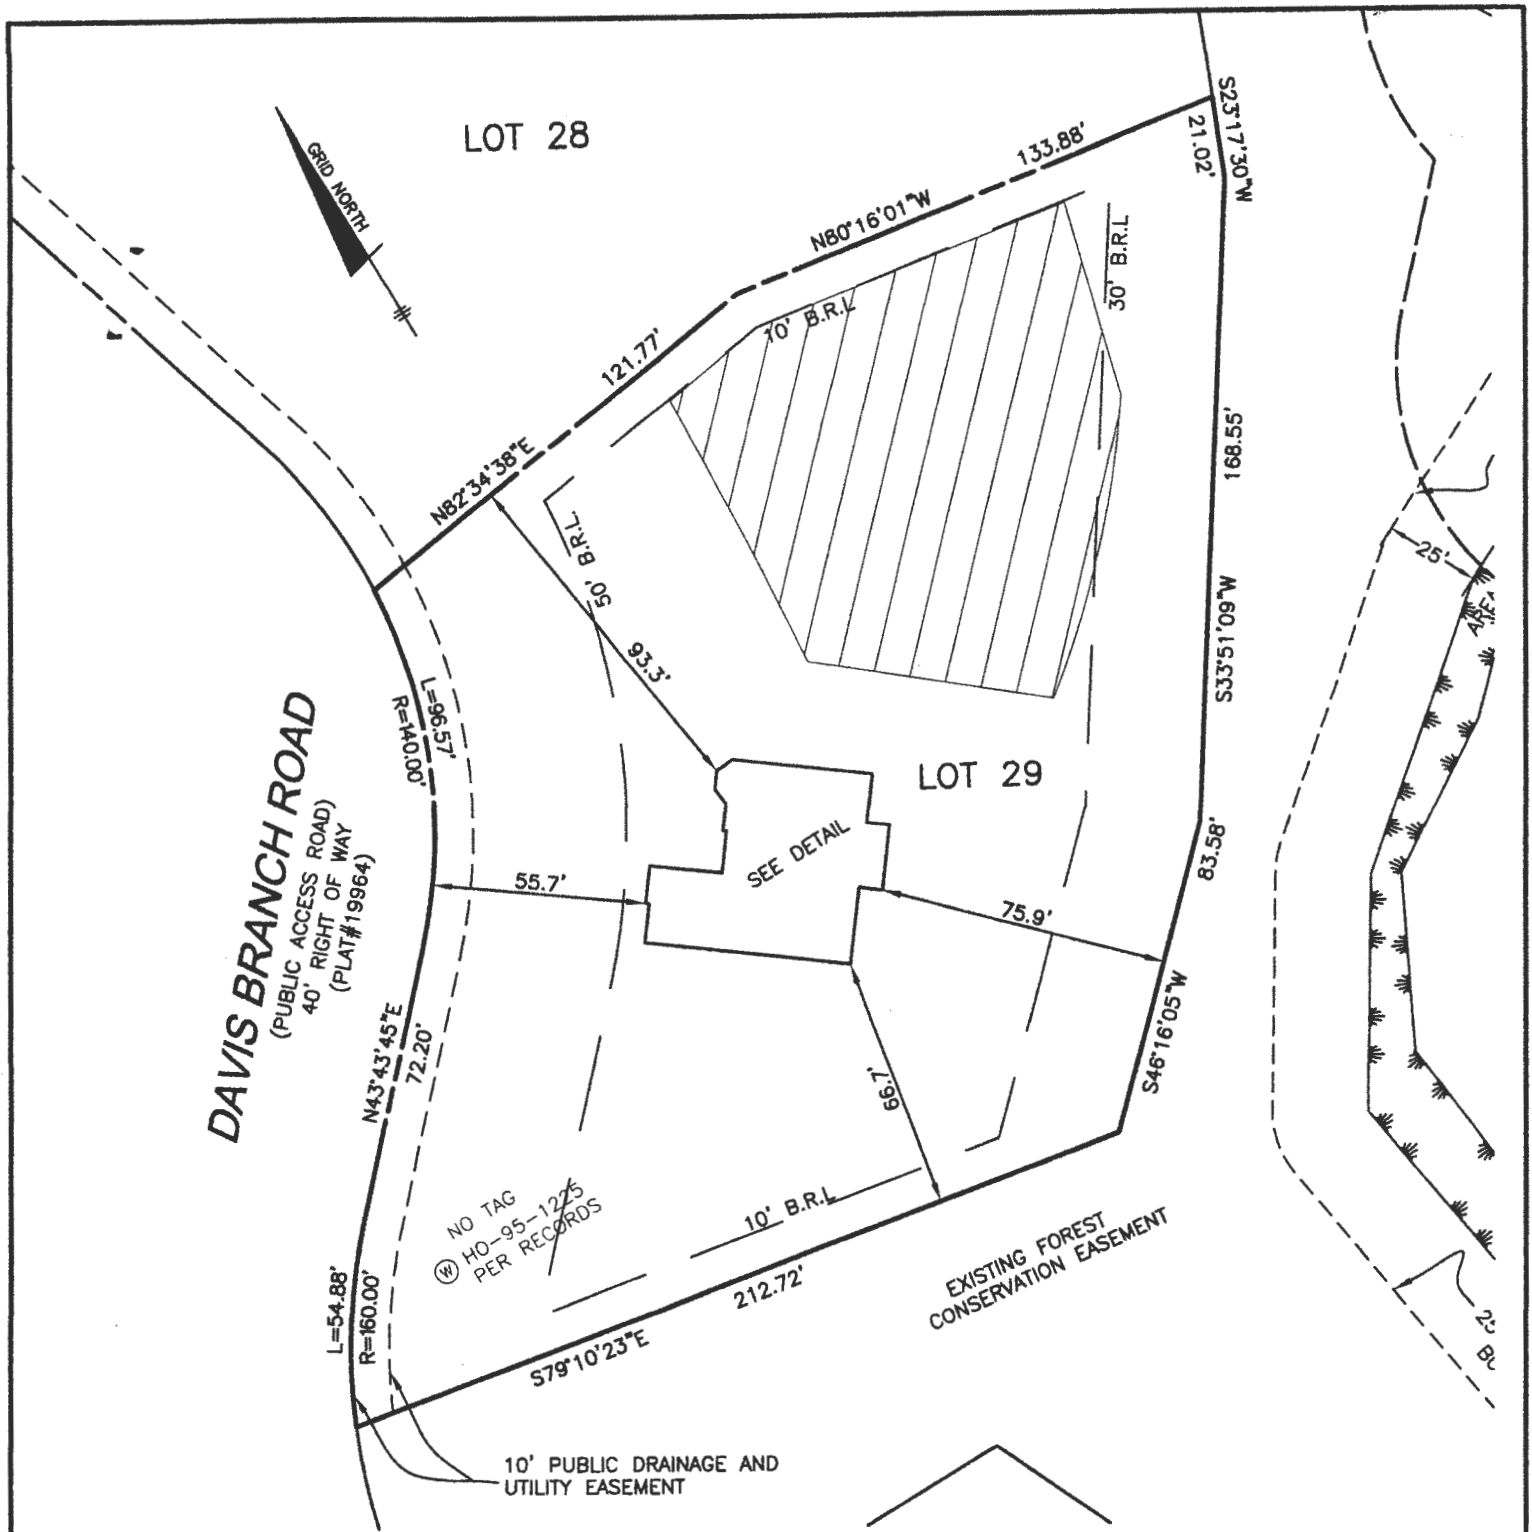 LOT 28
GRID NORTH
S23°17'30"W
21.02'
133.88'
N80°16'01"W
30' B.R.L
10' B.R.L
121.77'
N82°34'38"E
168.55'
S33°51'09"W
50' B.R.L.
93.3'
25'
L=96.57'
R=140.00'
LOT 29
SEE DETAIL
DAVIS BRANCH ROAD
(PUBLIC ACCESS ROAD)
40' RIGHT OF WAY
(PLAT#19964)
55.7'
75.9'
83.58'
S46°16'05"W
N43°43'45"E
72.20'
66.7'
NO TAG
W HO-95-1225
PER RECORDS
10' B.R.L
212.72'
S79°10'23"E
EXISTING FOREST
CONSERVATION EASEMENT
L=54.88'
R=160.00'
10' PUBLIC DRAINAGE AND
UTILITY EASEMENT